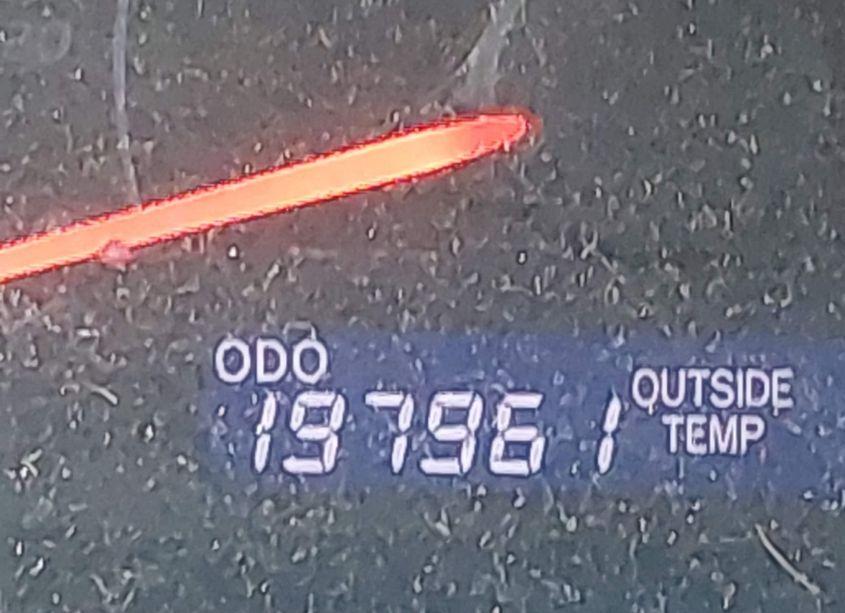 ODO
197961
OUTSIDE
TEMP